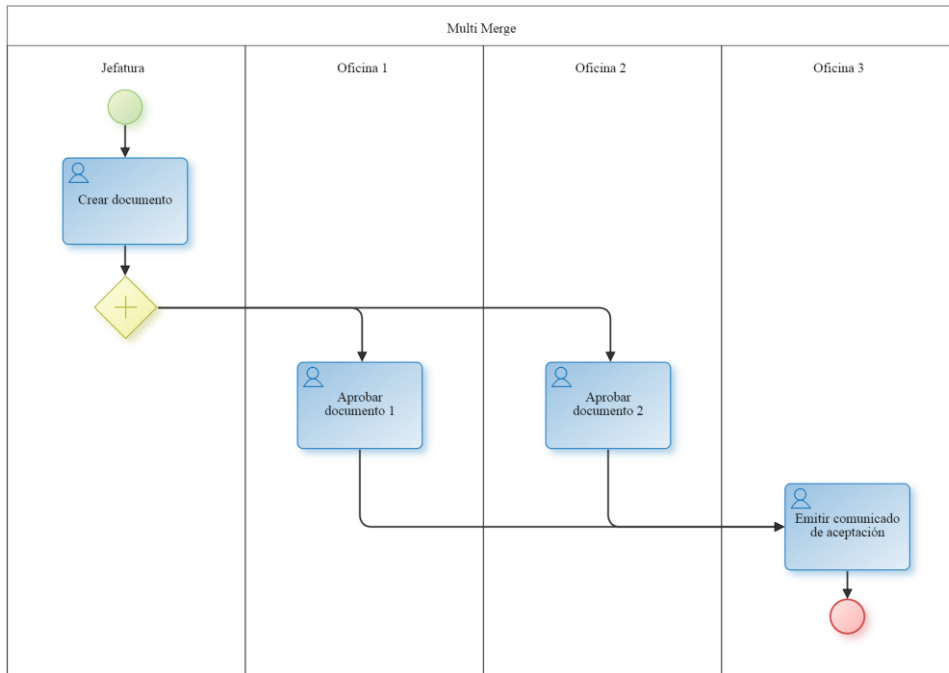 Multi Merge
Jefatura
Oficina 1
Oficina 2
Oficina 3
Crear documento
Aprobar
documento 1
Aprobar
documento 2
Emitir comunicado
de aceptación